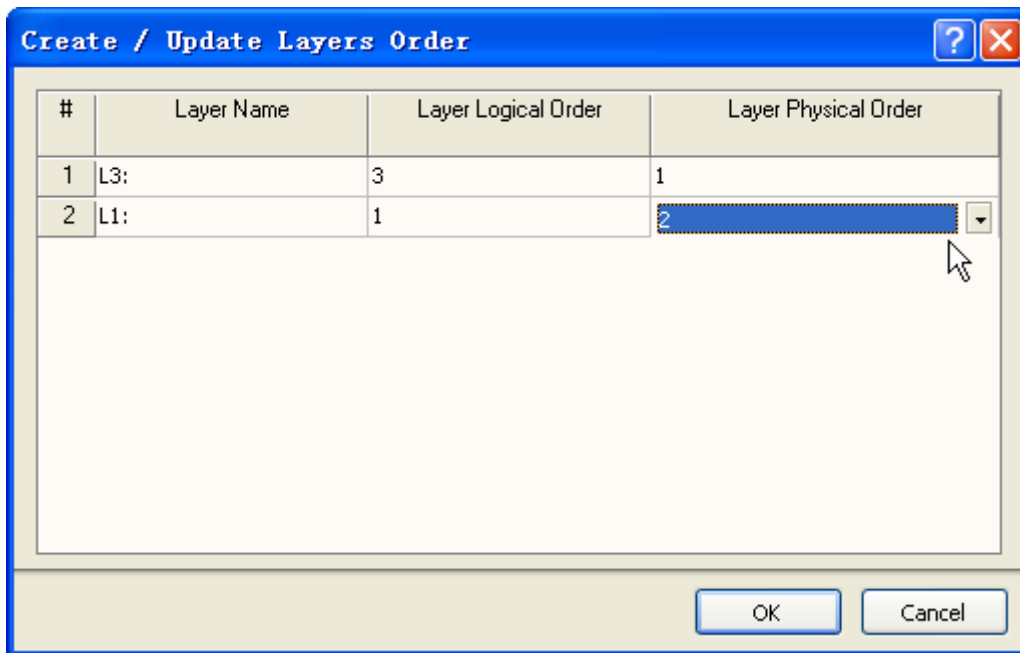 Create / Update Layers Order
# Layer Name Layer Logical Order Layer Physical Order
1 L3: 3 1
2 L1: 1 2
OK Cancel